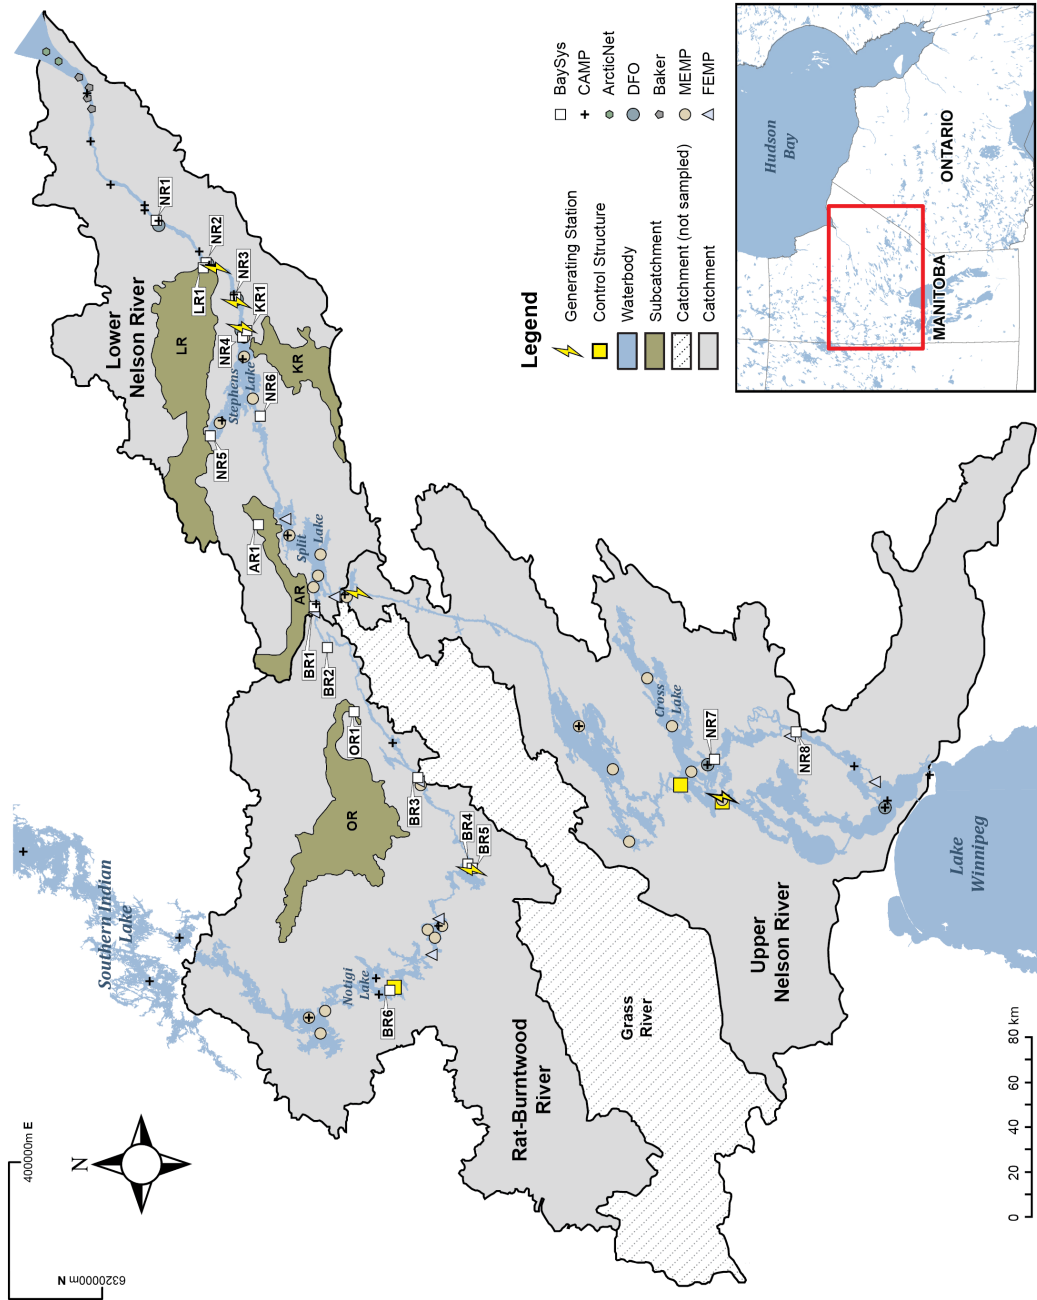 400000m E
6320000m N
N
Southern Indian
Lake
Lower
Nelson River
NR1
NR2
LR1
NR3
KR1
NR4
LR
KR
Stephens
Lake
NR6
NR5
AR1
AR
Split
Lake
BR1
BR2
OR1
OR
BR3
BR4
BR5
Notigi
Lake
BR6
Rat-Burntwood
River
Grass
River
Upper
Nelson River
Cross
Lake
NR7
NR8
Lake
Winnipeg
0 20 40 60 80 km
Legend
Generating Station
Control Structure
Waterbody
Subcatchment
Catchment (not sampled)
Catchment
BaySys
CAMP
ArcticNet
DFO
Baker
MEMP
FEMP
Hudson
Bay
MANITOBA
ONTARIO